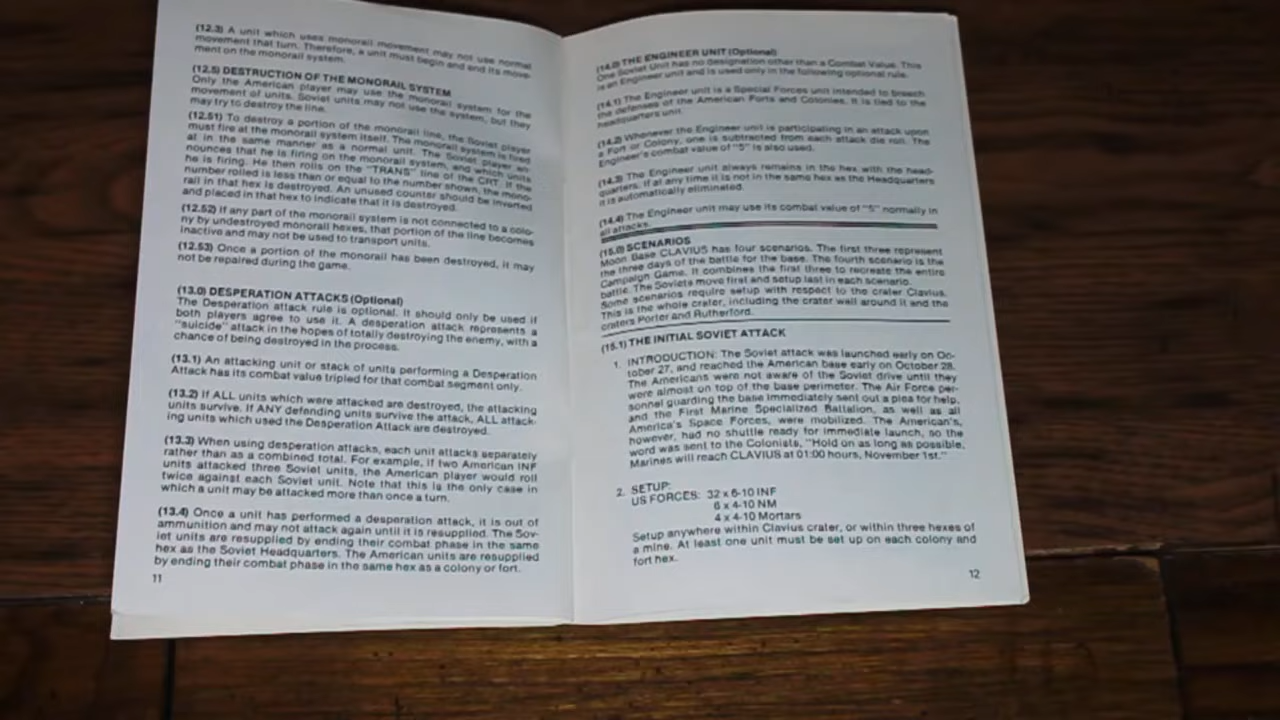 (12.3) A unit which uses monorail movement may not use normal
movement that turn. Therefore, a unit must begin and end its move-
ment on the monorail system.
(12.5) DESTRUCTION OF THE MONORAIL SYSTEM
Only the American player may use the monorail system for the
movement of units. Soviet units may not use the system, but they
may try to destroy the line.
(12.51) To destroy a portion of the monorail line, the Soviet player
must fire at the monorail system itself. The monorail system is fired
at in the same manner as a normal unit. The Soviet player an-
nounces that he is firing on the monorail system, and which units
he is firing. He then rolls on the "TRANS" line of the CRT. If the
number rolled is less than or equal to the number shown, the mono-
rail in that hex is destroyed. An unused counter should be inverted
and placed in that hex to indicate that it is destroyed.
(12.52) If any part of the monorail system is not connected to a colo-
ny by undestroyed monorail hexes, that portion of the line becomes
inactive and may not be used to transport units.
(12.53) Once a portion of the monorail has been destroyed, it may
not be repaired during the game.
(13.0) DESPERATION ATTACKS (Optional)
The Desperation attack rule is optional. It should only be used if
both players agree to use it. A desperation attack represents a
"suicide" attack in the hopes of totally destroying the enemy, with a
chance of being destroyed in the process.
(13.1) An attacking unit or stack of units performing a Desperation
Attack has its combat value tripled for that combat segment only.
(13.2) If ALL units which were attacked are destroyed, the attacking
units survive. If ANY defending units survive the attack, ALL attack-
ing units which used the Desperation Attack are destroyed.
(13.3) When using desperation attacks, each unit attacks separately
rather than as a combined total. For example, if two American INF
units attacked three Soviet units, the American player would roll
twice against each Soviet unit. Note that this is the only case in
which a unit may be attacked more than once a turn.
(13.4) Once a unit has performed a desperation attack, it is out of
ammunition and may not attack again until it is resupplied. The Sov-
iet units are resupplied by ending their combat phase in the same
hex as the Soviet Headquarters. The American units are resupplied
by ending their combat phase in the same hex as a colony or fort.
11
(14.0) THE ENGINEER UNIT (Optional)
One Soviet Unit has no designation other than a Combat Value. This
is an Engineer unit and is used only in the following optional rule.
(14.1) The Engineer unit is a Special Forces unit intended to breach
the defenses of the American Forts and Colonies. It is tied to the
headquarters unit.
(14.2) Whenever the Engineer unit is participating in an attack upon
a Fort or Colony, one is subtracted from each attack die roll. The
Engineer's combat value of "5" is also used.
(14.3) The Engineer unit always remains in the hex with the head-
quarters. If at any time it is not in the same hex as the Headquarters
it is automatically eliminated.
(14.4) The Engineer unit may use its combat value of "5" normally in
all attacks.
(15.0) SCENARIOS
Moon Base CLAVIUS has four scenarios. The first three represent
the three days of the battle for the base. The fourth scenario is the
Campaign Game. It combines the first three to recreate the entire
battle. The Soviets move first and setup last in each scenario.
Some scenarios require setup with respect to the crater Clavius.
This is the whole crater, including the crater wall around it and the
craters Porter and Rutherford.
(15.1) THE INITIAL SOVIET ATTACK
1. INTRODUCTION: The Soviet attack was launched early on Oc-
tober 27, and reached the American base early on October 28.
The Americans were not aware of the Soviet drive until they
were almost on top of the base perimeter. The Air Force per-
sonnel guarding the base immediately sent out a plea for help,
and the First Marine Specialized Battalion, as well as all
America's Space Forces, were mobilized. The American's,
however, had no shuttle ready for immediate launch, so the
word was sent to the Colonists, "Hold on as long as possible,
Marines will reach CLAVIUS at 01:00 hours, November 1st."
2. SETUP:
US FORCES: 32 x 6-10 INF
6 x 4-10 NM
4 x 4-10 Mortars
Setup anywhere within Clavius crater, or within three hexes of
a mine. At least one unit must be set up on each colony and
fort hex.
12